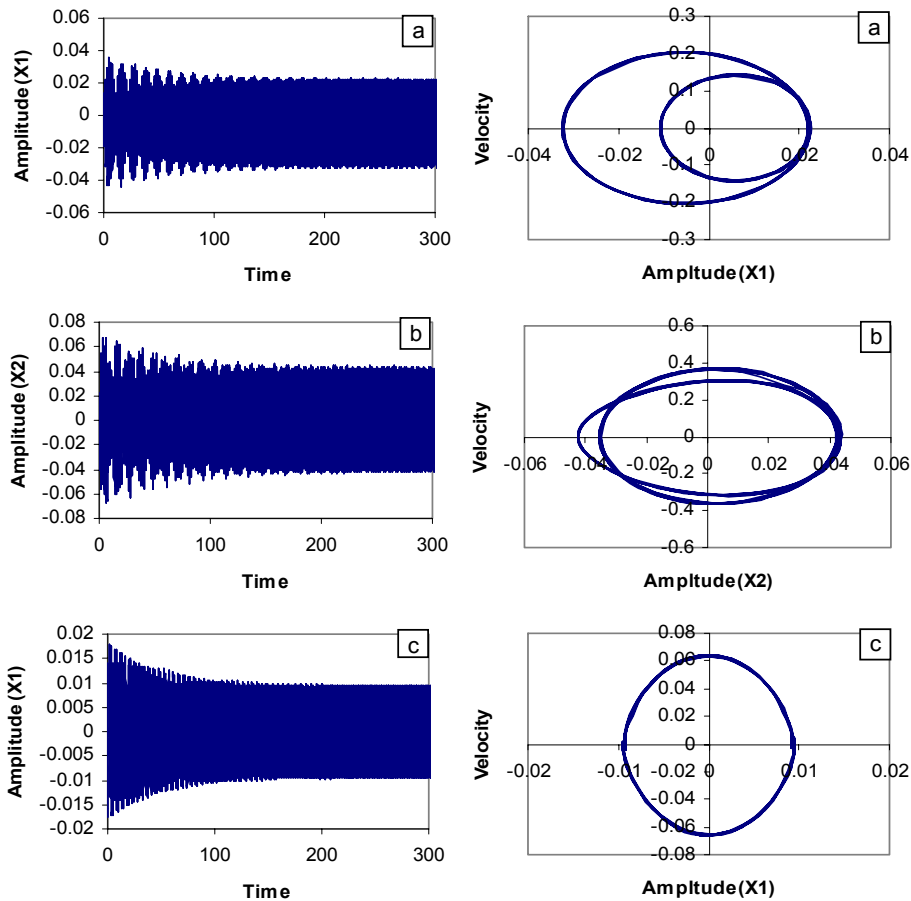 a
0.06
0.04
0.02
0
-0.02
-0.04
-0.06
Amplitude (X1)
0 100 200 300
Time
a
0.3
0.2
0.1
0
-0.1
-0.2
-0.3
Velocity
-0.04 -0.02 0 0.02 0.04
Ampltude (X1)
b
0.08
0.06
0.04
0.02
0
-0.02
-0.04
-0.06
-0.08
Amplitude (X2)
0 100 200 300
Time
b
0.6
0.4
0.2
0
-0.2
-0.4
-0.6
Velocity
-0.06 -0.04 -0.02 0 0.02 0.04 0.06
Ampltude (X2)
c
0.02
0.015
0.01
0.005
0
-0.005
-0.01
-0.015
-0.02
Amplitude (X1)
0 100 200 300
Time
c
0.08
0.06
0.04
0.02
0
-0.02
-0.04
-0.06
-0.08
Velocity
-0.02 -0.01 0 0.01 0.02
Ampltude (X1)